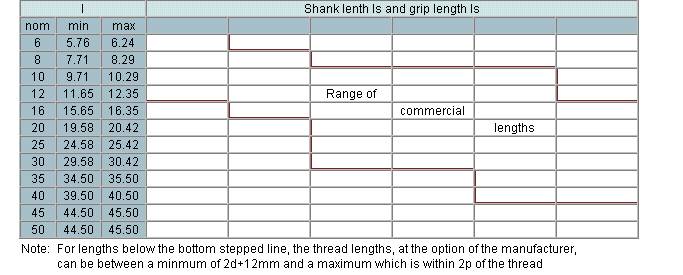 l Shank lenth ls and grip length ls
nom min max
6 5.76 6.24
8 7.71 8.29
10 9.71 10.29
12 11.65 12.35 Range of
16 15.65 16.35 commercial
20 19.58 20.42 lengths
25 24.58 25.42
30 29.58 30.42
35 34.50 35.50
40 39.50 40.50
45 44.50 45.50
50 44.50 45.50
Note: For lengths below the bottom stepped line, the thread lengths, at the option of the manufacturer,
can be between a minmum of 2d+12mm and a maximum which is within 2p of the thread